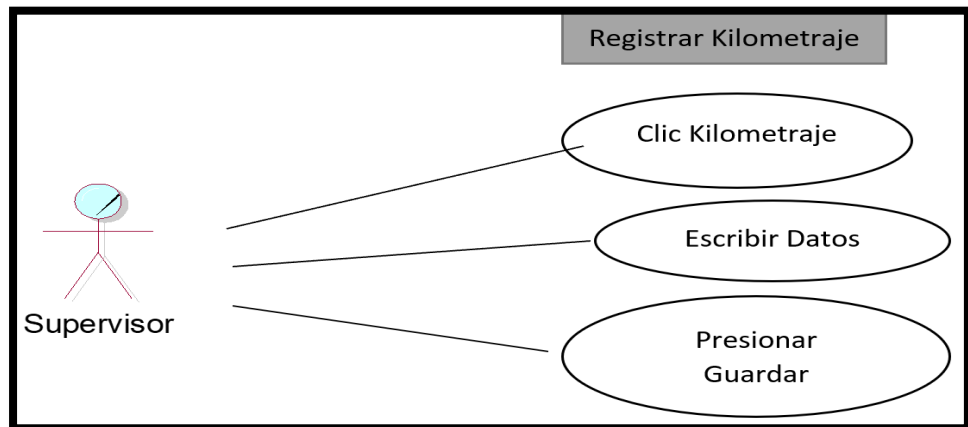 Registrar Kilometraje
Clic Kilometraje
Escribir Datos
Supervisor
Presionar
Guardar